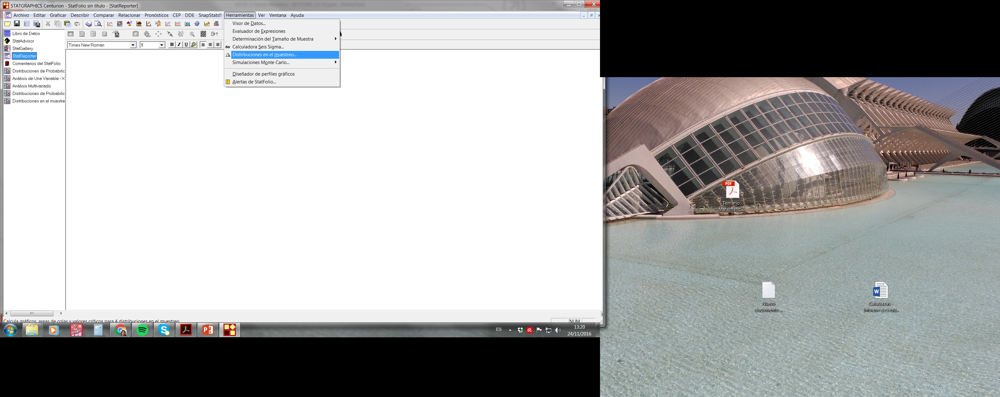 STATGRAPHICS Centurion - StatFolio sin título - [StatReporter]
Archivo Editar Graficar Describir Comparar Relacionar Pronósticos CEP DDE SnapStats!! Herramientas Ver Ventana Ayuda
Visor de Datos...
Evaluador de Expresiones
Determinación del Tamaño de Muestra
6σ Calculadora Seis Sigma...
Distribuciones en el muestreo...
Simulaciones Monte Carlo...
Diseñador de perfiles gráficos
Alertas de StatFolio...
Times New Roman 9 B I U
Libro de Datos
StatAdvisor
StatGallery
StatReporter
Comentarios del StatFolio
Distribuciones de Probabilic
Análisis de Una Variable - X
Análisis Multivariado
Distribuciones de Probabilic
Distribuciones en el muestre
Calcula gráficos, areas de colas y valores críticos para 4 distribuciones en el muestreo
NUM
ES
13:20
24/11/2016
PDF
Temario
Matemátic...
Nuevo
documento ...
W
Calabazas -
Informe de resu...